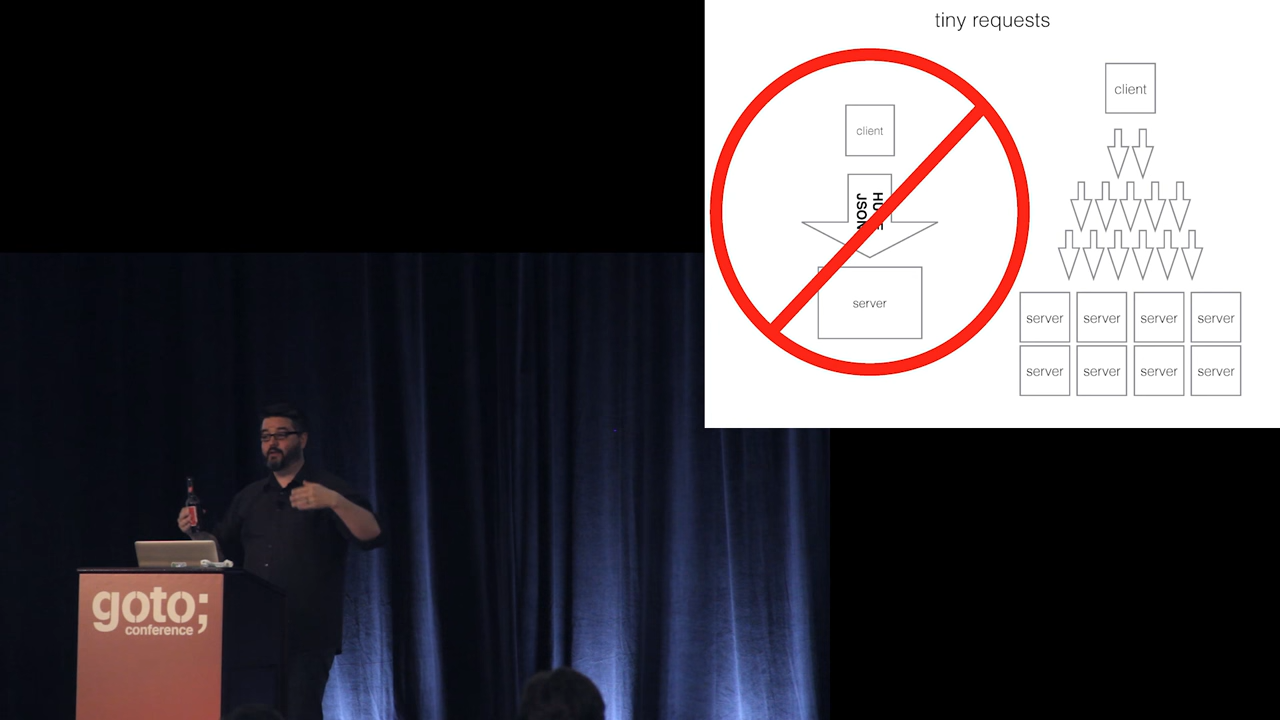 tiny requests
client
JSON
server
client
server server server server
server server server server
goto;
conference